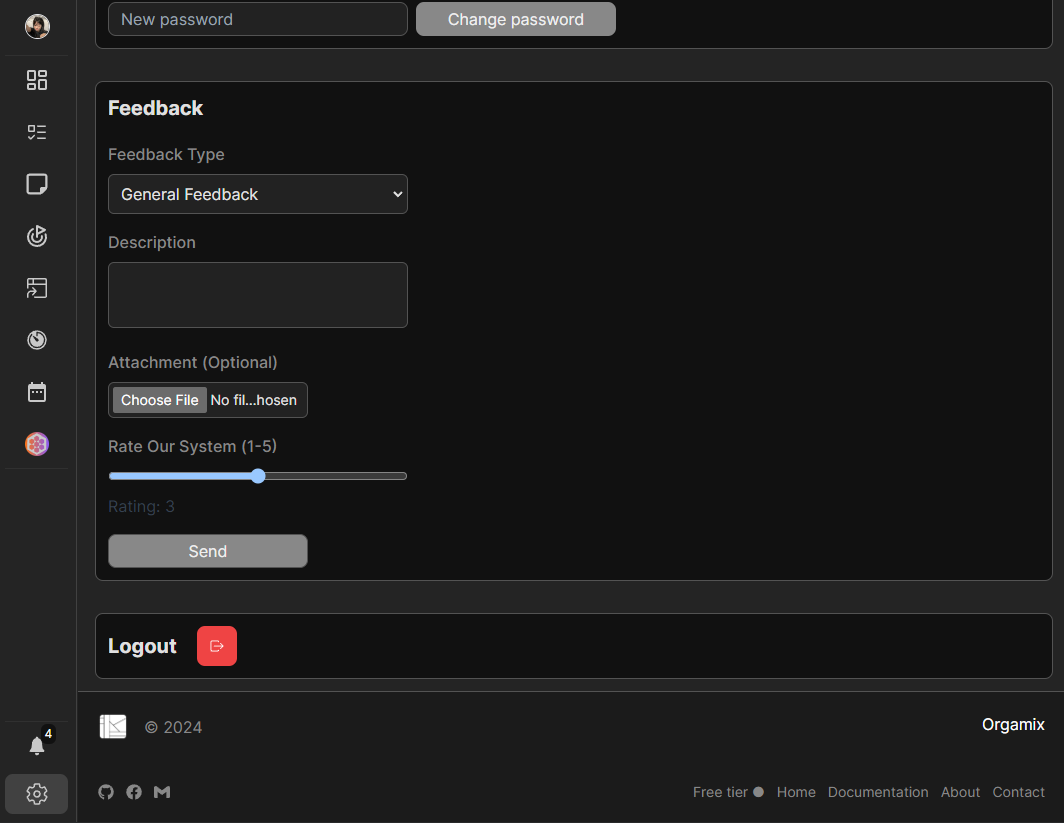 New password Change password
Feedback
Feedback Type
General Feedback
Description
Attachment (Optional)
Choose File No fil...hosen
Rate Our System (1-5)
Rating: 3
Send
Logout
4
© 2024 Orgamix
Free tier Home Documentation About Contact